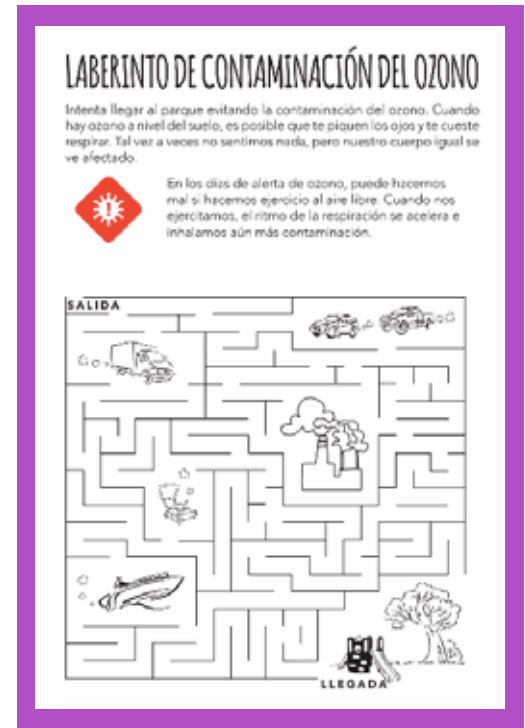 LABERINTO DE CONTAMINACIÓN DEL OZONO
Intenta llegar al parque evitando la contaminación del ozono. Cuando
hay ozono a nivel del suelo, es posible que te piquen los ojos y te cueste
respirar. Tal vez a veces no sentimos nada, pero nuestro cuerpo igual se
ve afectado.
En los días de alerta de ozono, puede hacernos
mal si hacemos ejercicio al aire libre. Cuando nos
ejercitamos, el ritmo de la respiración se acelera e
inhalamos aún más contaminación.
SALIDA
LLEGADA